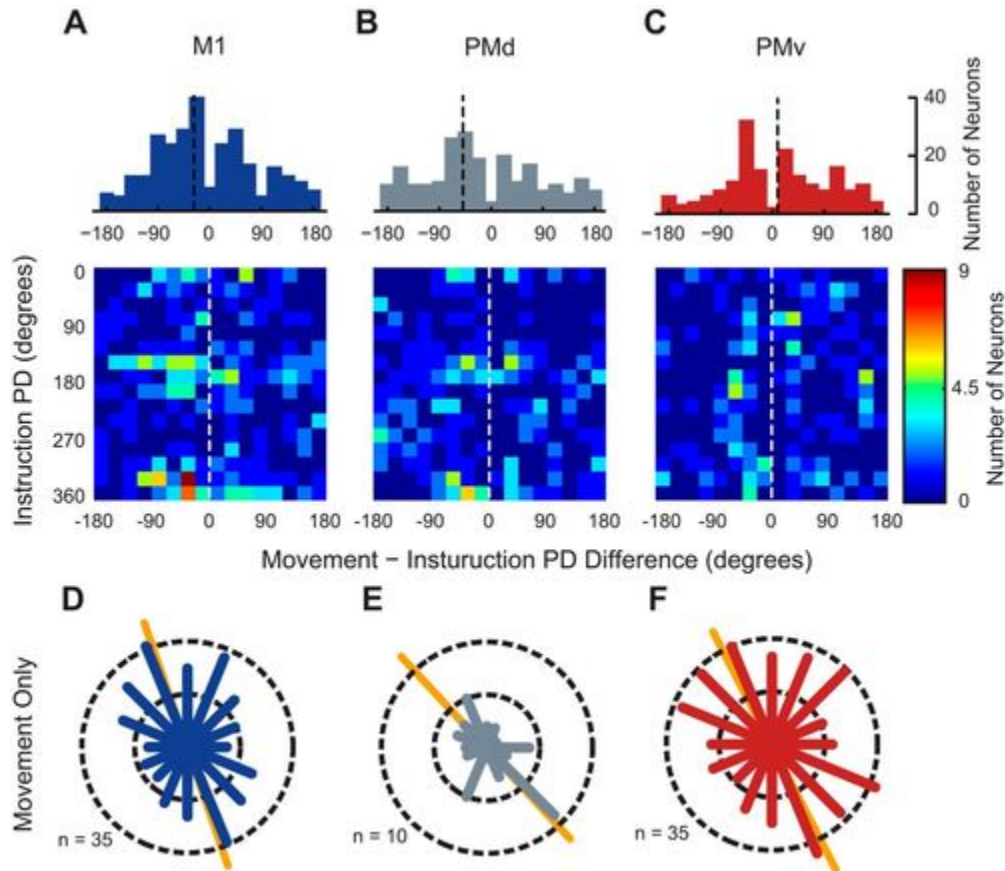 A
B
C
M1
PMd
PMv
40
20
0
Number of Neurons
−180 −90 0 90 180
−180 −90 0 90 180
−180 −90 0 90 180
0
90
180
270
360
Instruction PD (degrees)
9
4.5
0
Number of Neurons
-180 -90 0 90 180
-180 -90 0 90 180
-180 -90 0 90 180
Movement − Insturuction PD Difference (degrees)
D
E
F
Movement Only
n = 35
n = 10
n = 35